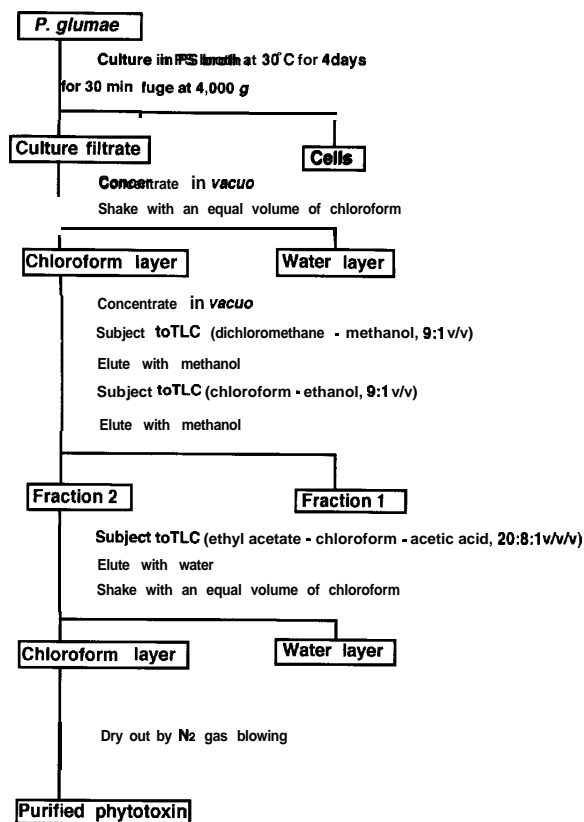 P. glumae
Culture in PS broth at 30°C for 4days
for 30 min fuge at 4,000 g
Culture filtrate
Cells
Concentrate in vacuo
Shake with an equal volume of chloroform
Chloroform layer
Water layer
Concentrate in vacuo
Subject toTLC (dichloromethane - methanol, 9:1 v/v)
Elute with methanol
Subject toTLC (chloroform - ethanol, 9:1 v/v)
Elute with methanol
Fraction 2
Fraction 1
Subject toTLC (ethyl acetate - chloroform - acetic acid, 20:8:1v/v/v)
Elute with water
Shake with an equal volume of chloroform
Chloroform layer
Water layer
Dry out by N2 gas blowing
Purified phytotoxin